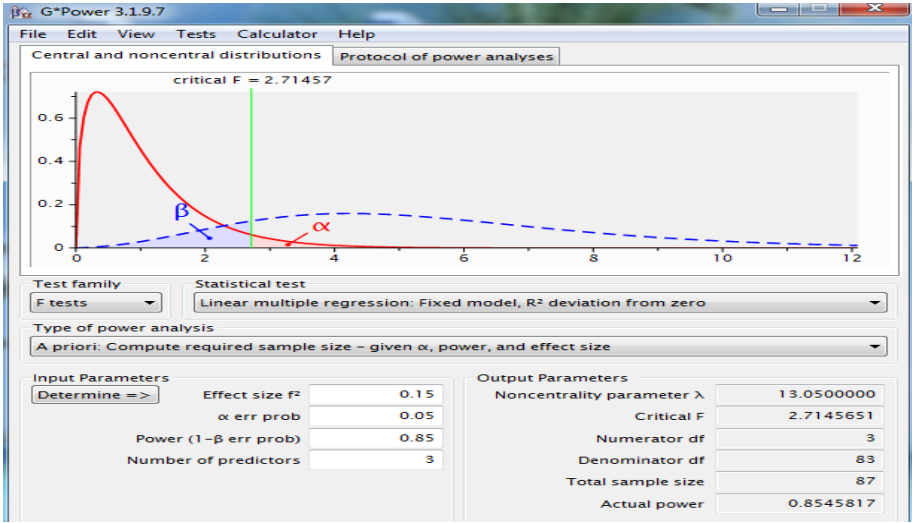 βα G*Power 3.1.9.7
File Edit View Tests Calculator Help
Central and noncentral distributions Protocol of power analyses
critical F = 2.71457
0.6
0.4
0.2
0
β
α
0 2 4 6 8 10 12
Test family Statistical test
F tests Linear multiple regression: Fixed model, R² deviation from zero
Type of power analysis
A priori: Compute required sample size – given α, power, and effect size
Input Parameters Output Parameters
Determine => Effect size f² 0.15 Noncentrality parameter λ 13.0500000
α err prob 0.05 Critical F 2.7145651
Power (1-β err prob) 0.85 Numerator df 3
Number of predictors 3 Denominator df 83
Total sample size 87
Actual power 0.8545817